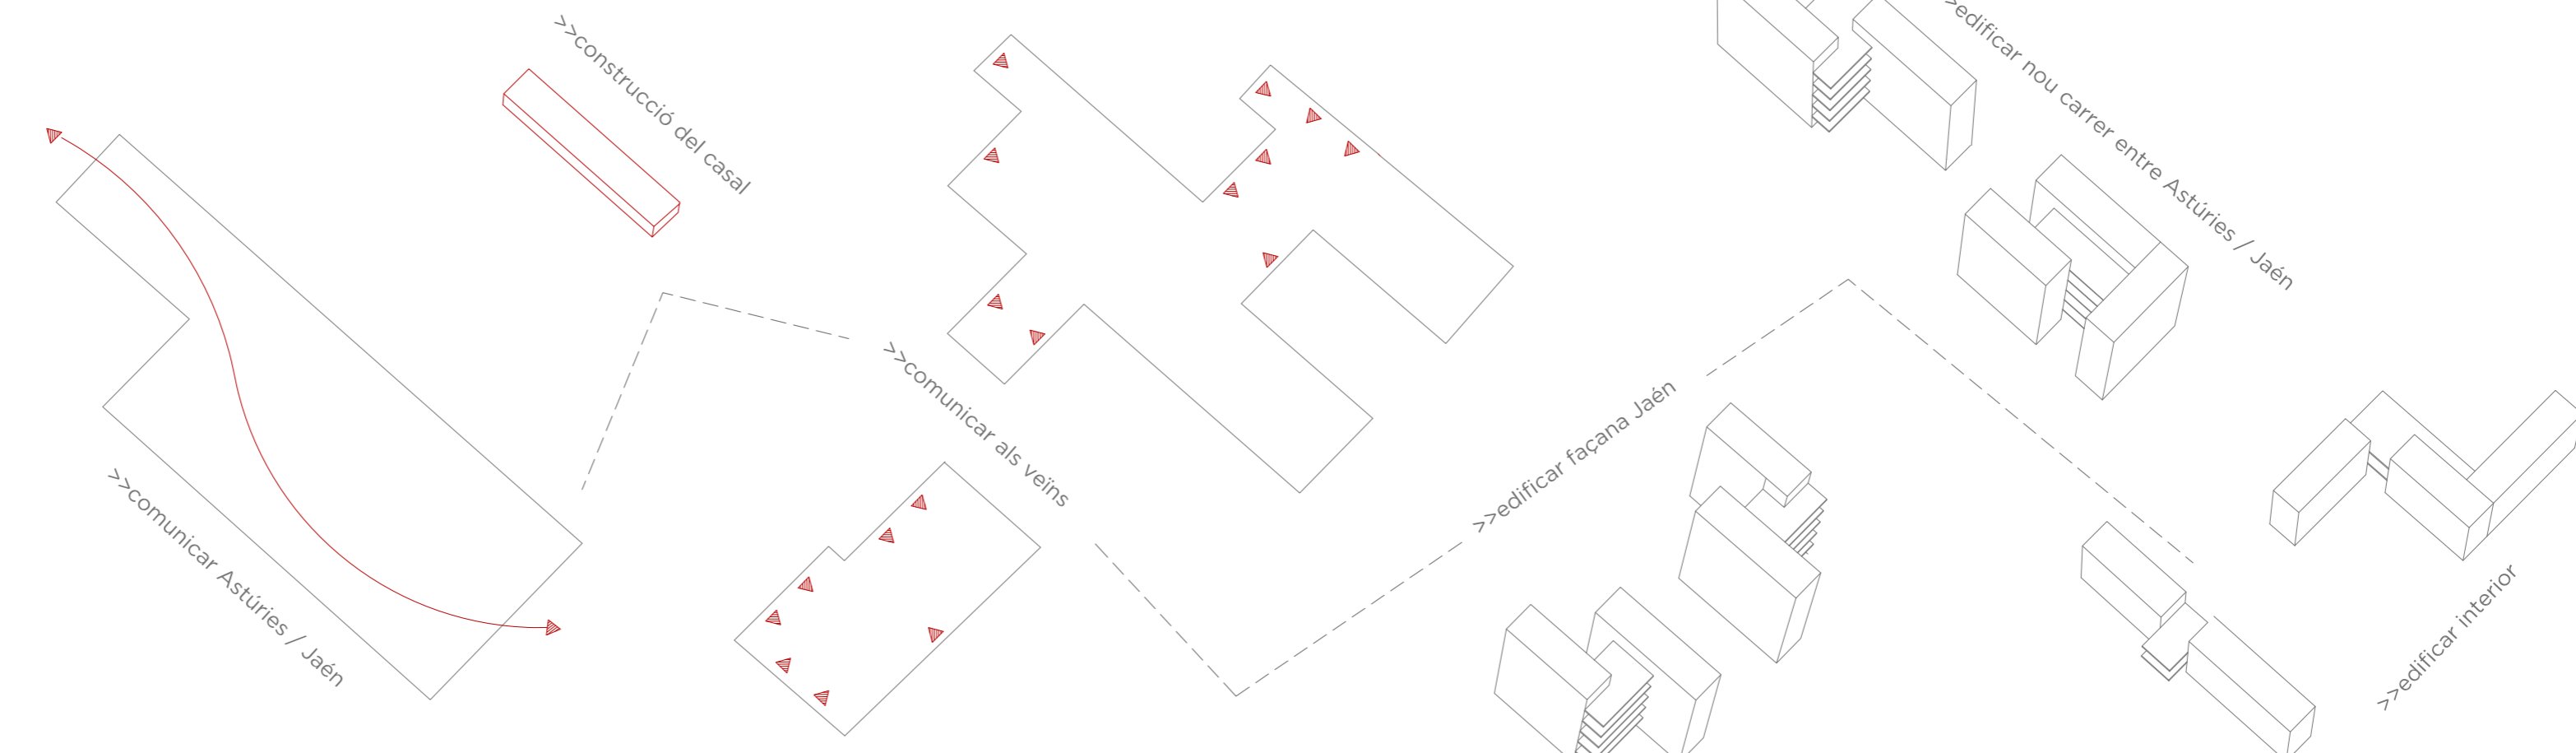 >>construcció del casal
>>comunicar Astúries / Jaén
>>comunicar als veïns
>>edificar façana Jaén
>>edificar nou carrer entre Astúries / Jaén
>>edificar interior